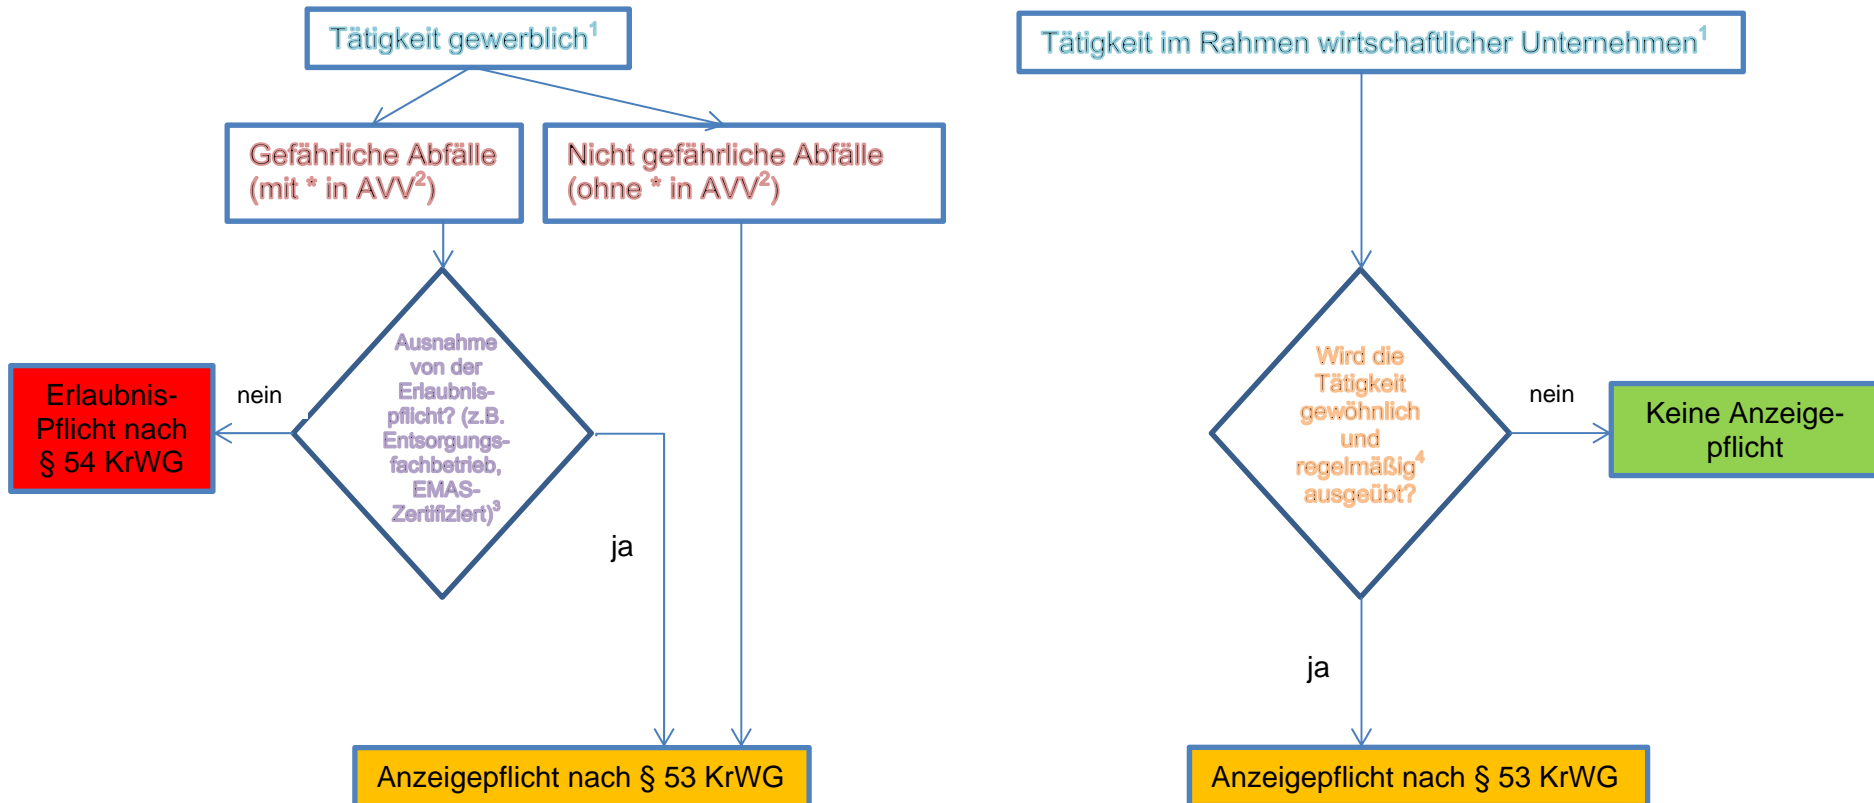 Tätigkeit gewerblich¹
Gefährliche Abfälle
(mit * in AVV²)
Nicht gefährliche Abfälle
(ohne * in AVV²)
Ausnahme
von der
Erlaubnis-
pflicht? (z.B.
Entsorgungs-
fachbetrieb,
EMAS-
Zertifiziert)³
nein
Erlaubnis-
Pflicht nach
§ 54 KrWG
ja
Anzeigepflicht nach § 53 KrWG
Tätigkeit im Rahmen wirtschaftlicher Unternehmen¹
Wird die
Tätigkeit
gewöhnlich
und
regelmäßig⁴
ausgeübt?
nein
Keine Anzeige-
pflicht
ja
Anzeigepflicht nach § 53 KrWG